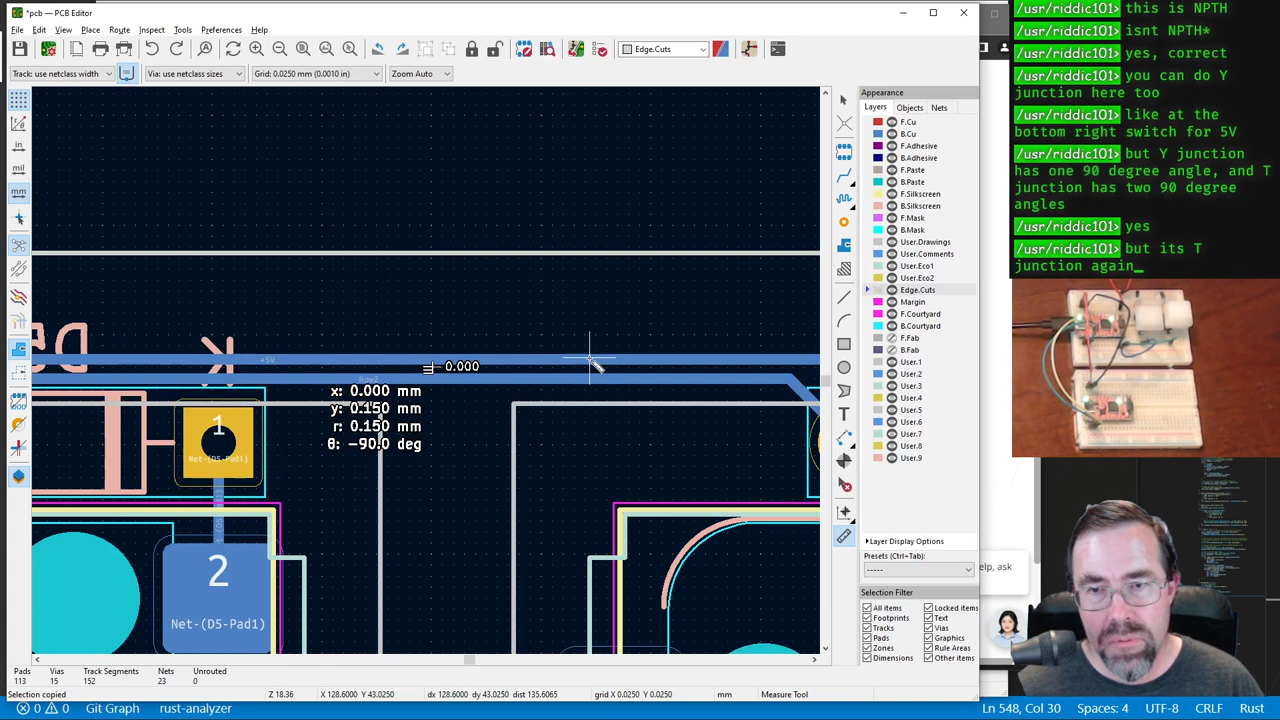 *pcb — PCB Editor
File Edit View Place Route Inspect Tools Preferences Help
Edge.Cuts
Track: use netclass width
Via: use netclass sizes
Grid: 0.0250 mm (0.0010 in)
Zoom Auto
in
mil
mm
+5V
Row2
0.000
x: 0.000 mm
y: 0.150 mm
r: 0.150 mm
θ: -90.0 deg
1
Net-(D5-Pad1)
2
Net-(D5-Pad1)
Appearance
Layers Objects Nets
F.Cu
B.Cu
F.Adhesive
B.Adhesive
F.Paste
B.Paste
F.Silkscreen
B.Silkscreen
F.Mask
B.Mask
User.Drawings
User.Comments
User.Eco1
User.Eco2
Edge.Cuts
Margin
F.Courtyard
B.Courtyard
F.Fab
B.Fab
User.1
User.2
User.3
User.4
User.5
User.6
User.7
User.8
User.9
Layer Display Options
Presets (Ctrl+Tab):
-----
Selection Filter
All items Locked items
Footprints Text
Tracks Vias
Pads Graphics
Zones Rule Areas
Dimensions Other items
Pads Vias Track Segments Nets Unrouted
113 15 152 23 0
Selection copied Z 18.36 X 128.6000 Y 43.0250 dx 128.6000 dy 43.0250 dist 135.6065 grid X 0.0250 Y 0.0250 mm Measure Tool
0 0 Git Graph rust-analyzer Ln 548, Col 30 Spaces: 4 UTF-8 CRLF Rust
/usr/riddic101> this is NPTH
/usr/riddic101> isnt NPTH*
/usr/riddic101> yes, correct
/usr/riddic101> you can do Y
junction here too
/usr/riddic101> like at the
bottom right switch for 5V
/usr/riddic101> but Y junction
has one 90 degree angle, and T
junction has two 90 degree
angles
/usr/riddic101> yes
/usr/riddic101> but its T
junction again_
elp, ask